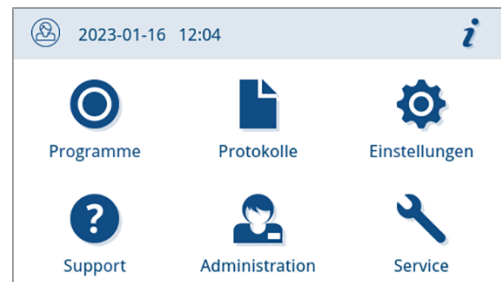 2023-01-16 12:04 i
Programme Protokolle Einstellungen
? 
Support Administration Service